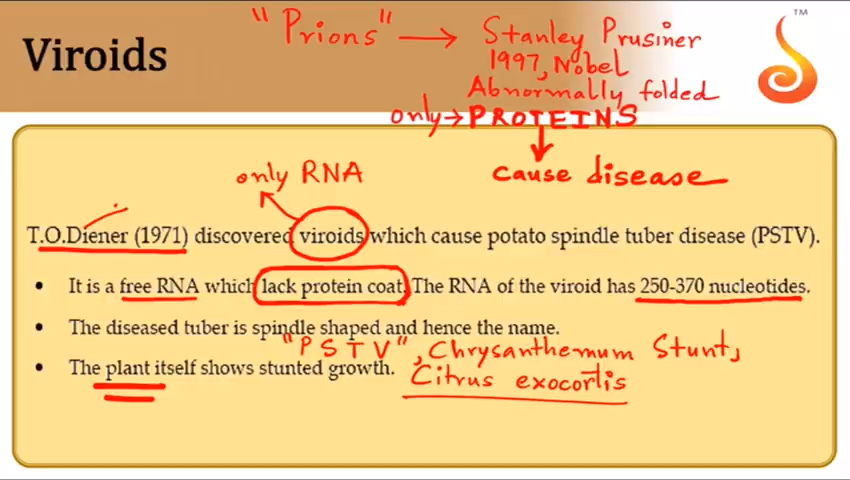 "Prions" → Stanley Prusiner
Viroids
1997, Nobel
Abnormally folded
only→PROTEINS
cause disease
only RNA
T.O.Diener (1971) discovered viroids which cause potato spindle tuber disease (PSTV).
• It is a free RNA which lack protein coat. The RNA of the viroid has 250-370 nucleotides.
• The diseased tuber is spindle shaped and hence the name.
"PSTV", Chrysanthemum Stunt,
• The plant itself shows stunted growth.
Citrus exocortis
TM